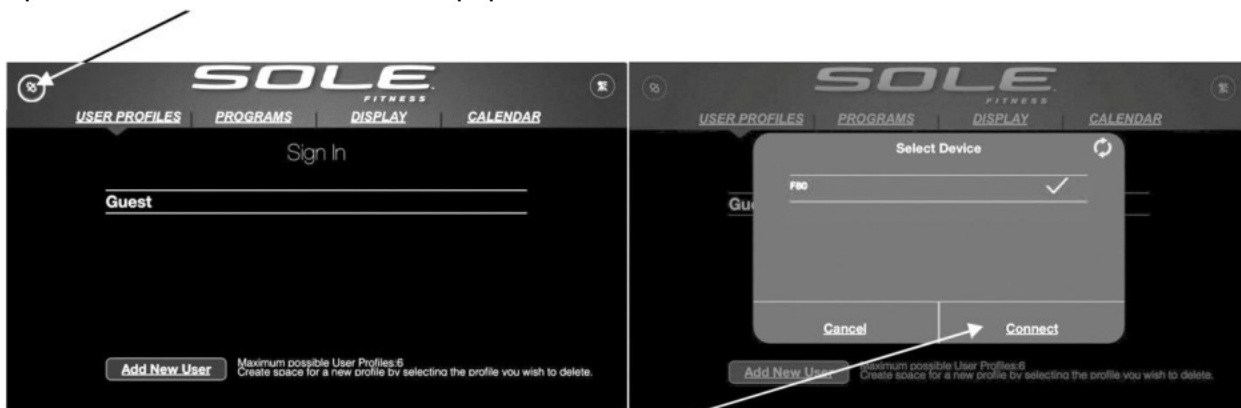 SOLE
FITNESS
USER PROFILES PROGRAMS DISPLAY CALENDAR
Sign In
Guest
Add New User
Maximum possible User Profiles:6
Create space for a new profile by selecting the profile you wish to delete.
SOLE
FITNESS
USER PROFILES PROGRAMS DISPLAY CALENDAR
Select Device
F80
Gu
Cancel Connect
Add New User
Maximum possible User Profiles:6
Create space for a new profile by selecting the profile you wish to delete.